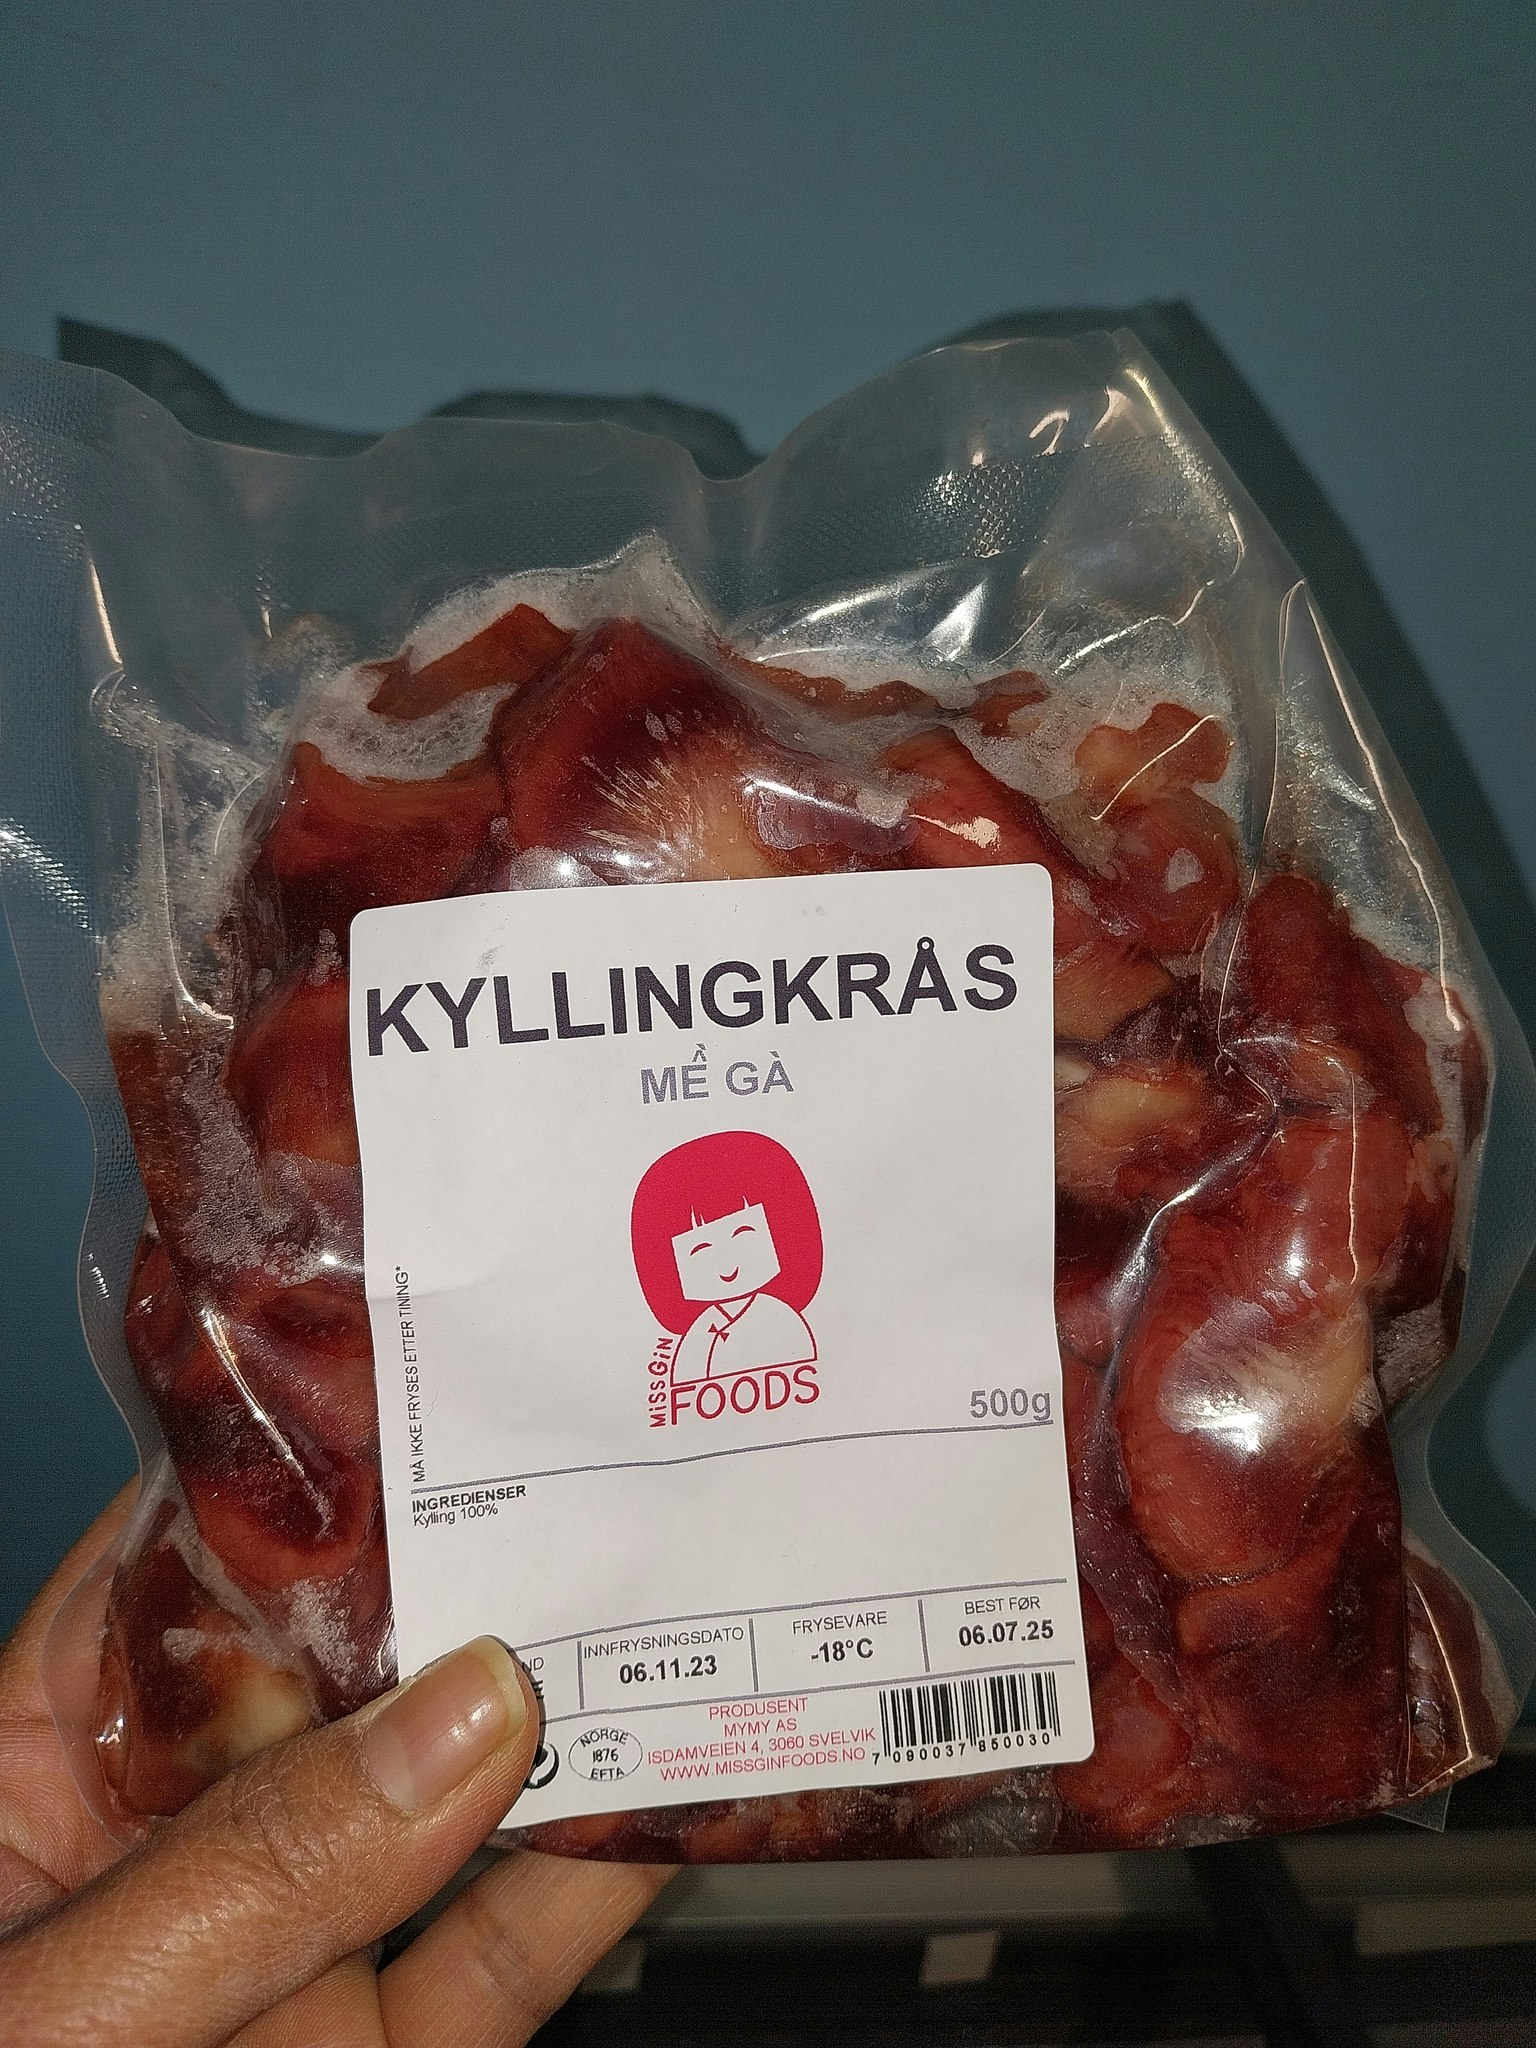 KYLLINGKRÅS
MỀ GÀ
MISSGIN
FOODS
500g
MÅ IKKE FRYSES ETTER TINING*
INGREDIENSER
Kylling 100%
INNFRYSNINGSDATO
06.11.23
FRYSEVARE
-18°C
BEST FØR
06.07.25
NORGE
1876
EFTA
PRODUSENT
MYMY AS
ISDAMVEIEN 4, 3060 SVELVIK
WWW.MISSGINFOODS.NO
7 090037 850030